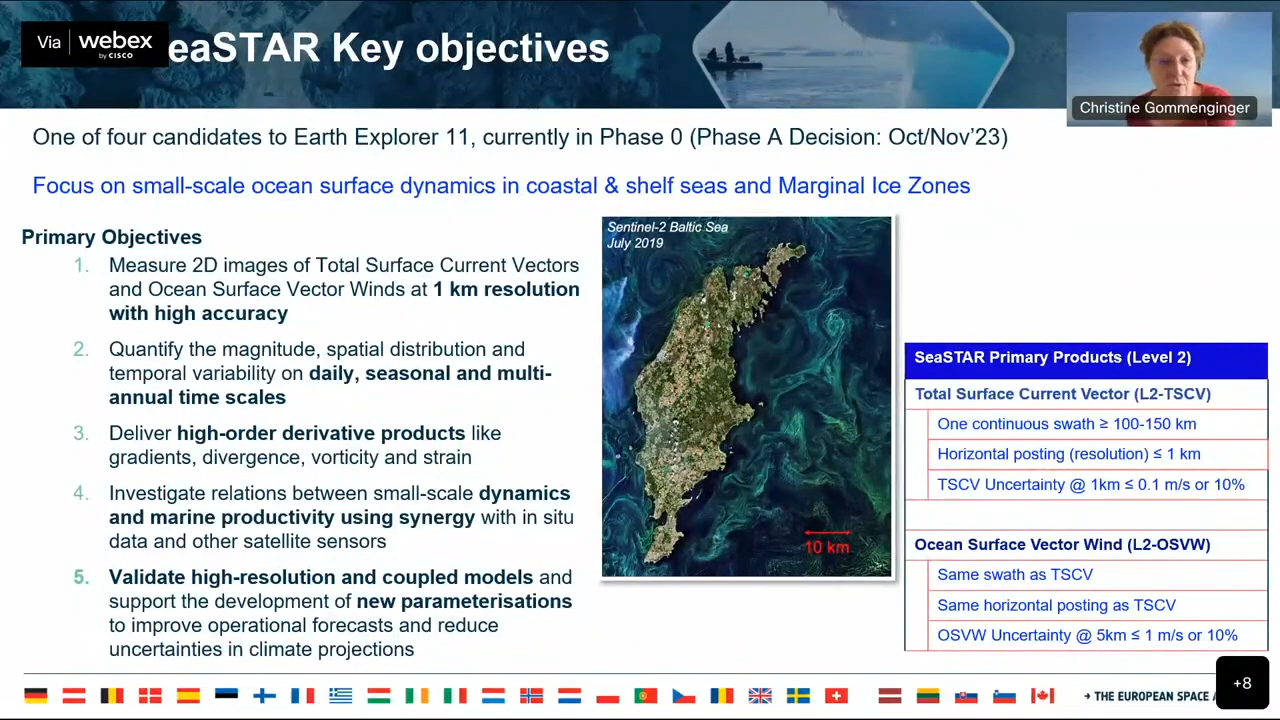 Via webex
by CISCO
eaSTAR Key objectives
Christine Gommenginger
One of four candidates to Earth Explorer 11, currently in Phase 0 (Phase A Decision: Oct/Nov’23)
Focus on small-scale ocean surface dynamics in coastal & shelf seas and Marginal Ice Zones
Primary Objectives
1. Measure 2D images of Total Surface Current Vectors
and Ocean Surface Vector Winds at 1 km resolution
with high accuracy
2. Quantify the magnitude, spatial distribution and
temporal variability on daily, seasonal and multi-
annual time scales
3. Deliver high-order derivative products like
gradients, divergence, vorticity and strain
4. Investigate relations between small-scale dynamics
and marine productivity using synergy with in situ
data and other satellite sensors
5. Validate high-resolution and coupled models and
support the development of new parameterisations
to improve operational forecasts and reduce
uncertainties in climate projections
Sentinel-2 Baltic Sea
July 2019
10 km
SeaSTAR Primary Products (Level 2)
Total Surface Current Vector (L2-TSCV)
One continuous swath ≥ 100-150 km
Horizontal posting (resolution) ≤ 1 km
TSCV Uncertainty @ 1km ≤ 0.1 m/s or 10%
Ocean Surface Vector Wind (L2-OSVW)
Same swath as TSCV
Same horizontal posting as TSCV
OSVW Uncertainty @ 5km ≤ 1 m/s or 10%
→ THE EUROPEAN SPACE A
+8